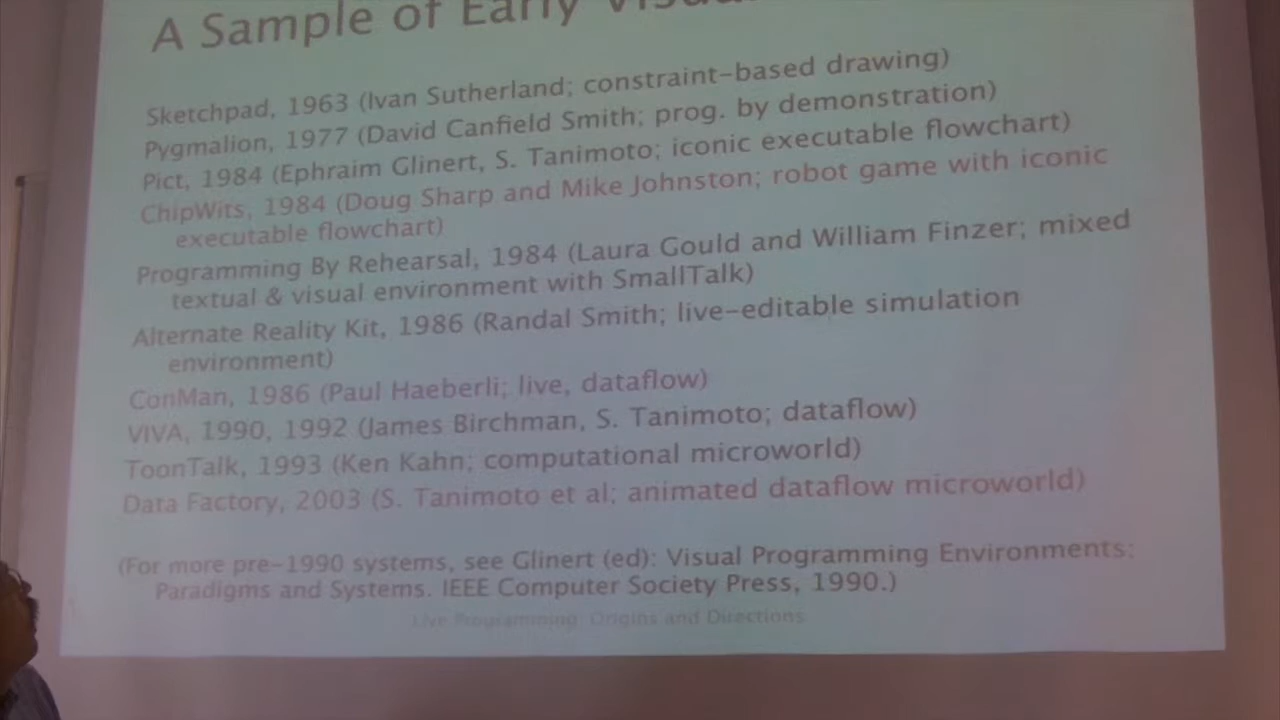 A Sample of Early Visual
Sketchpad, 1963 (Ivan Sutherland; constraint-based drawing)
Pygmalion, 1977 (David Canfield Smith; prog. by demonstration)
Pict, 1984 (Ephraim Glinert, S. Tanimoto; iconic executable flowchart)
ChipWits, 1984 (Doug Sharp and Mike Johnston; robot game with iconic
executable flowchart)
Programming By Rehearsal, 1984 (Laura Gould and William Finzer; mixed
textual & visual environment with SmallTalk)
Alternate Reality Kit, 1986 (Randal Smith; live-editable simulation
environment)
ConMan, 1986 (Paul Haeberli; live, dataflow)
VIVA, 1990, 1992 (James Birchman, S. Tanimoto; dataflow)
ToonTalk, 1993 (Ken Kahn; computational microworld)
Data Factory, 2003 (S. Tanimoto et al; animated dataflow microworld)
(For more pre-1990 systems, see Glinert (ed): Visual Programming Environments:
Paradigms and Systems. IEEE Computer Society Press, 1990.)
Live Programming: Origins and Directions